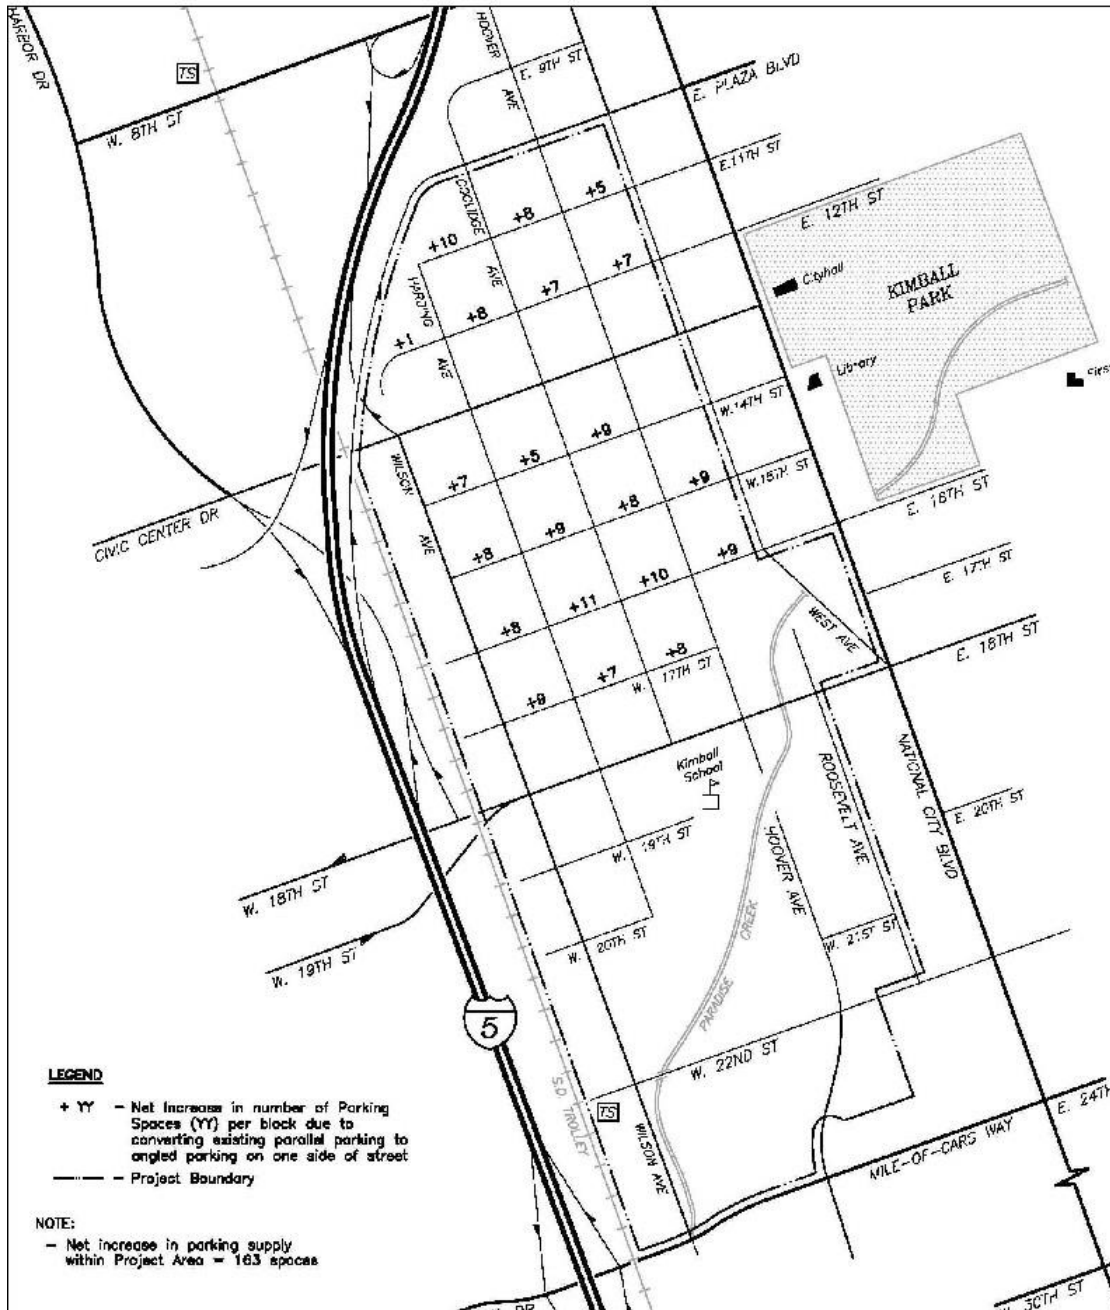 HARBOR DR
HOOVER
AVE
E. 9TH ST
TS
W. 8TH ST
E. PLAZA BLVD
E.11TH ST
E. 12TH ST
COOLIDGE
AVE
+5
+8
+10
HARDING
AVE
+7
+7
+8
+1
Cityhall
KIMBALL
PARK
Library
W.14TH ST
+9
+5
+7
WILSON
AVE
CIVIC CENTER DR
W.15TH ST
+9
+8
+9
+8
E. 16TH ST
+9
+10
+11
+8
E. 17TH ST
WEST AVE
E. 18TH ST
+8
+7
+9
W. 17TH ST
Kimball
School
NATIONAL CITY BLVD
ROOSEVELT AVE
HOOVER AVE
E. 20TH ST
W. 19TH ST
W. 18TH ST
W. 20TH ST
W. 21ST ST
W. 19TH ST
PARADISE CREEK
5
W. 22ND ST
S.D. TROLLEY
TS
WILSON AVE
MILE-OF-CARS WAY
E. 24TH
W. 30TH ST
DR
LEGEND
+ YY – Net Increase in number of Parking
Spaces (YY) per block due to
converting existing parallel parking to
angled parking on one side of street
– Project Boundary
NOTE:
– Net increase in parking supply
within Project Area = 163 spaces